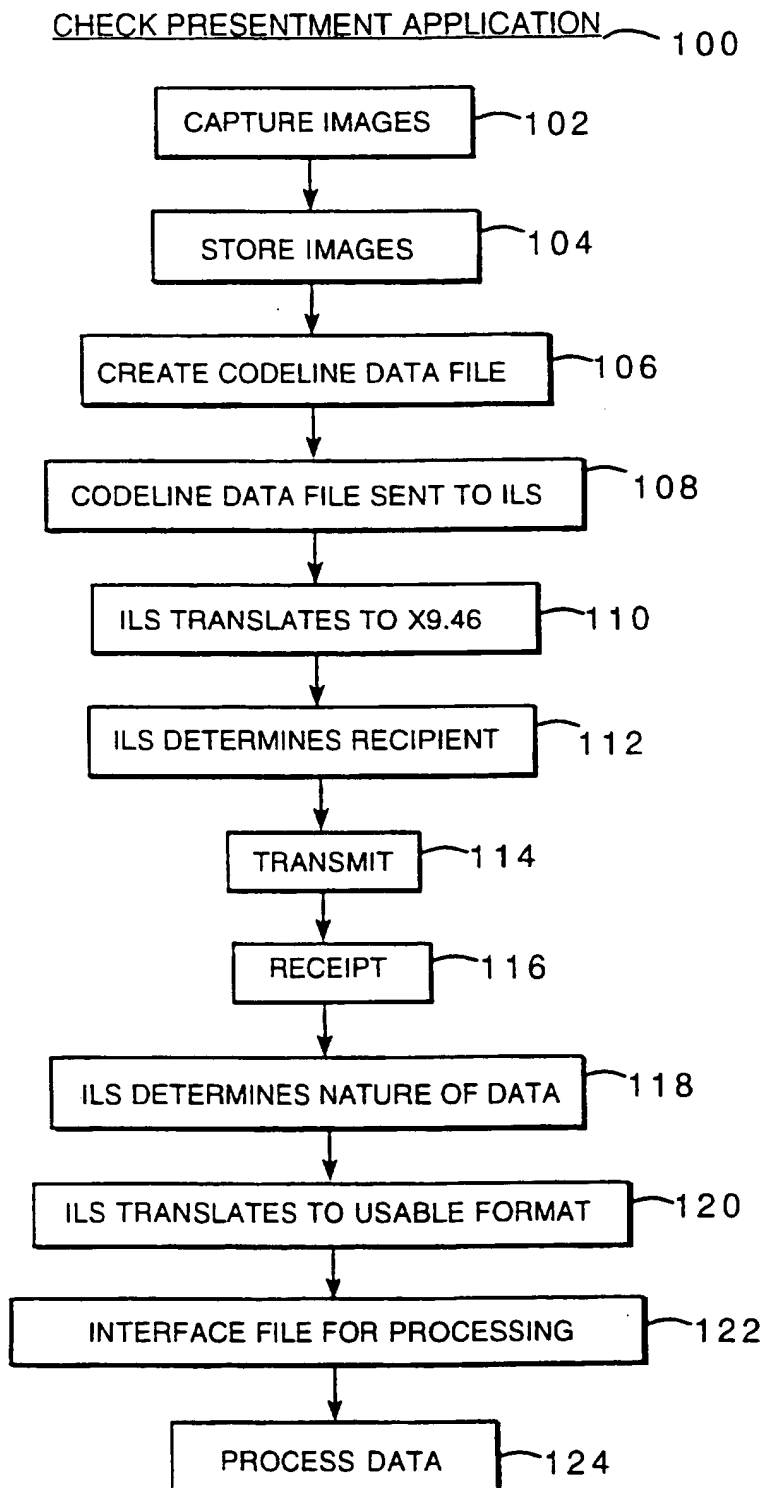 CHECK PRESENTMENT APPLICATION 100
CAPTURE IMAGES 102
STORE IMAGES 104
CREATE CODELINE DATA FILE 106
CODELINE DATA FILE SENT TO ILS 108
ILS TRANSLATES TO X9.46 110
ILS DETERMINES RECIPIENT 112
TRANSMIT 114
RECEIPT 116
ILS DETERMINES NATURE OF DATA 118
ILS TRANSLATES TO USABLE FORMAT 120
INTERFACE FILE FOR PROCESSING 122
PROCESS DATA 124